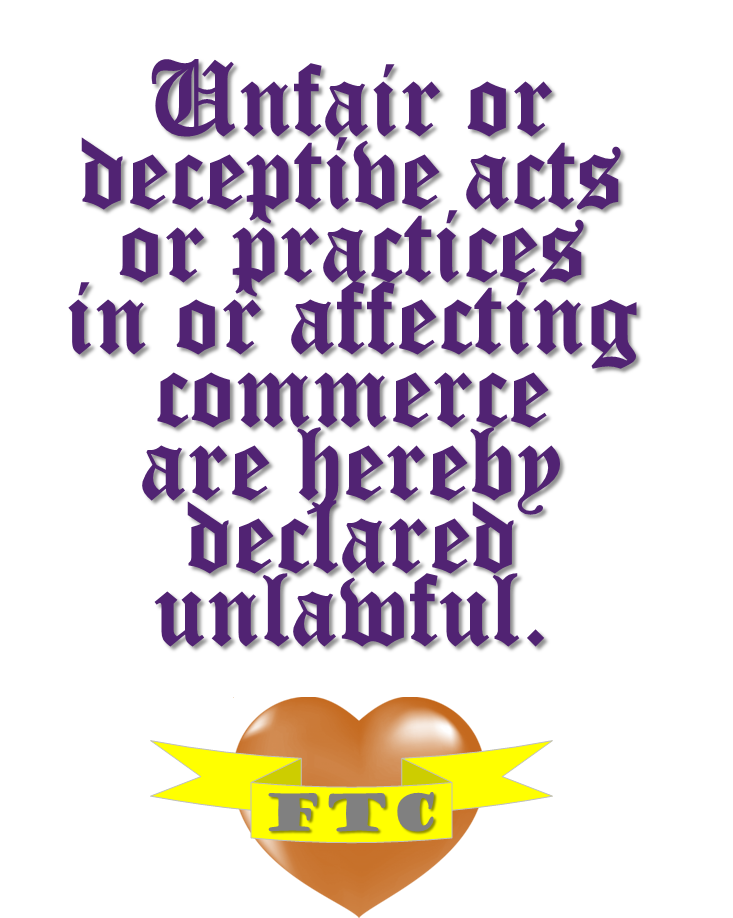 Unfair or
deceptive acts
or practices
in or affecting
commerce
are hereby
declared
unlawful.
FTC